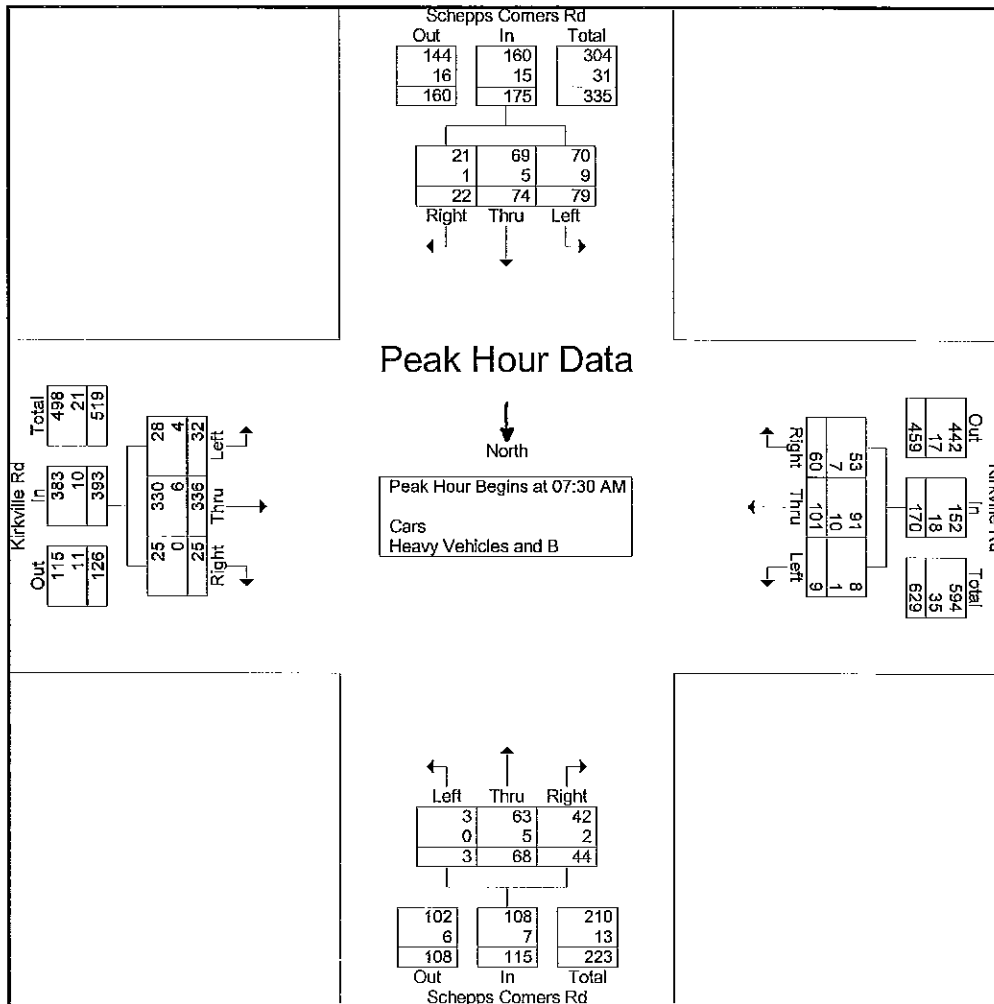 Schepps Corners Rd
Out In Total
144 160 304
16 15 31
160 175 335
21 69 70
1 5 9
22 74 79
Right Thru Left
Peak Hour Data
North
Peak Hour Begins at 07:30 AM
Cars
Heavy Vehicles and B
Kirkville Rd
Out In Total
115 383 498
11 10 21
126 393 519
Right Thru Left
25 330 28
0 6 4
25 336 32
Kirkville Rd
Out In Total
442 152 594
17 18 35
459 170 629
53 91 8
7 10 1
60 101 9
Right Thru Left
Left Thru Right
3 63 42
0 5 2
3 68 44
102 108 210
6 7 13
108 115 223
Out In Total
Schepps Corners Rd